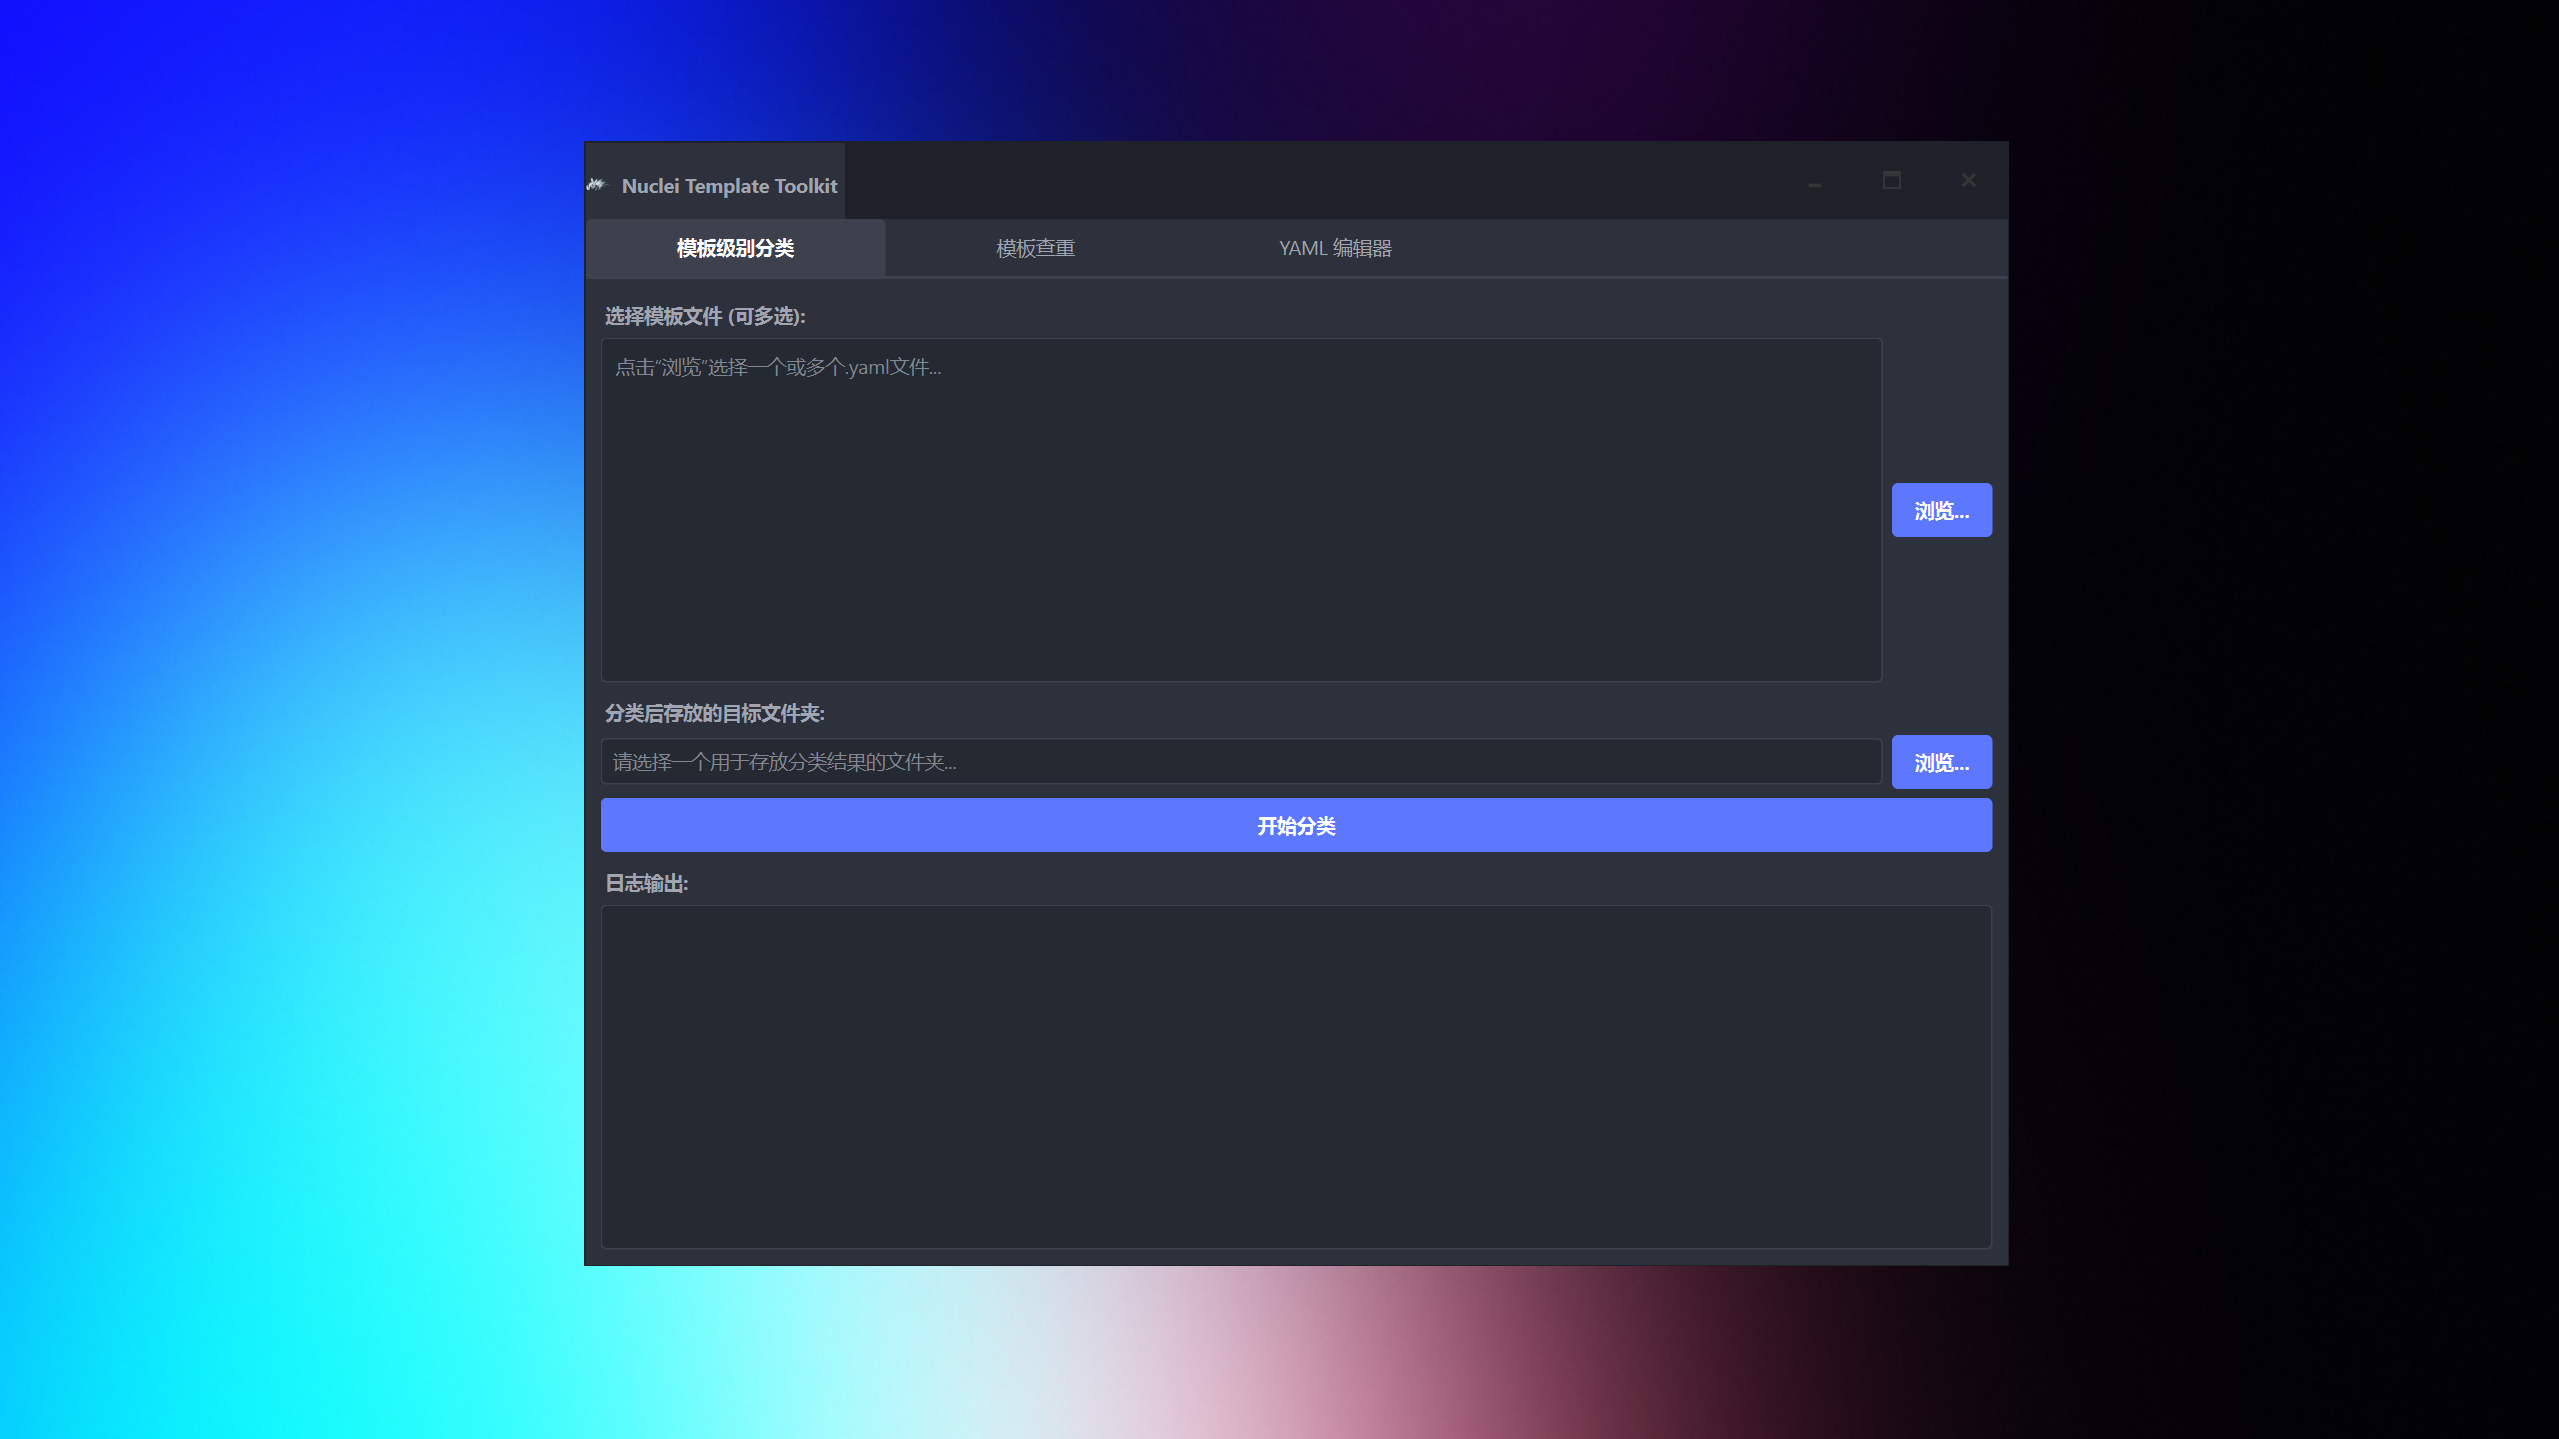 Nuclei Template Toolkit
模板级别分类 模板查重 YAML 编辑器
选择模板文件 (可多选):
点击“浏览”选择一个或多个.yaml文件...
浏览...
分类后存放的目标文件夹:
请选择一个用于存放分类结果的文件夹...
浏览...
开始分类
日志输出: